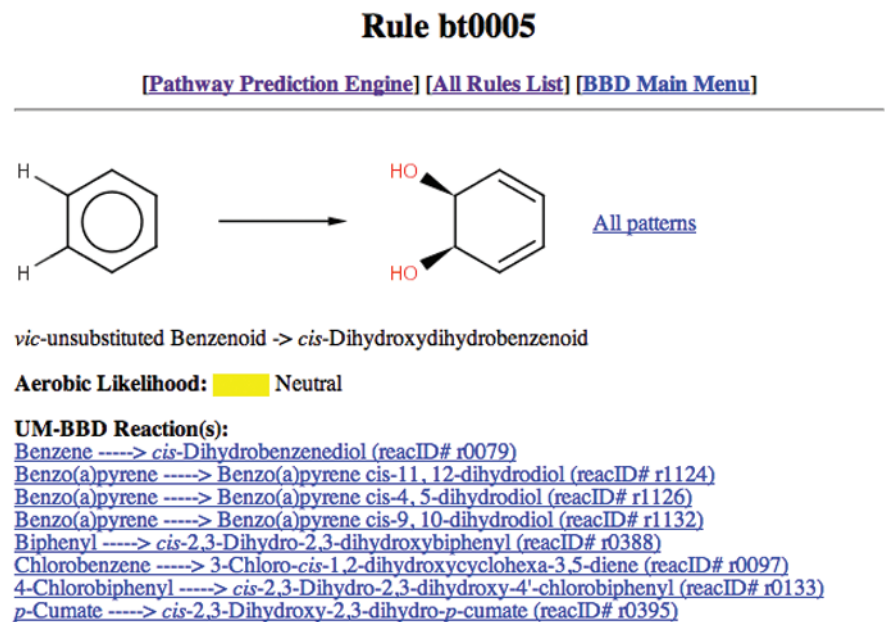 Rule bt0005
[Pathway Prediction Engine] [All Rules List] [BBD Main Menu]
H
HO
All patterns
H
HO
vic-unsubstituted Benzenoid -> cis-Dihydroxydihydrobenzenoid
Aerobic Likelihood: Neutral
UM-BBD Reaction(s):
Benzene -----> cis-Dihydrobenzenediol (reacID# r0079)
Benzo(a)pyrene -----> Benzo(a)pyrene cis-11, 12-dihydrodiol (reacID# r1124)
Benzo(a)pyrene -----> Benzo(a)pyrene cis-4, 5-dihydrodiol (reacID# r1126)
Benzo(a)pyrene -----> Benzo(a)pyrene cis-9, 10-dihydrodiol (reacID# r1132)
Biphenyl -----> cis-2,3-Dihydro-2,3-dihydroxybiphenyl (reacID# r0388)
Chlorobenzene -----> 3-Chloro-cis-1,2-dihydroxycyclohexa-3,5-diene (reacID# r0097)
4-Chlorobiphenyl -----> cis-2,3-Dihydro-2,3-dihydroxy-4'-chlorobiphenyl (reacID# r0133)
p-Cumate -----> cis-2,3-Dihydroxy-2,3-dihydro-p-cumate (reacID# r0395)